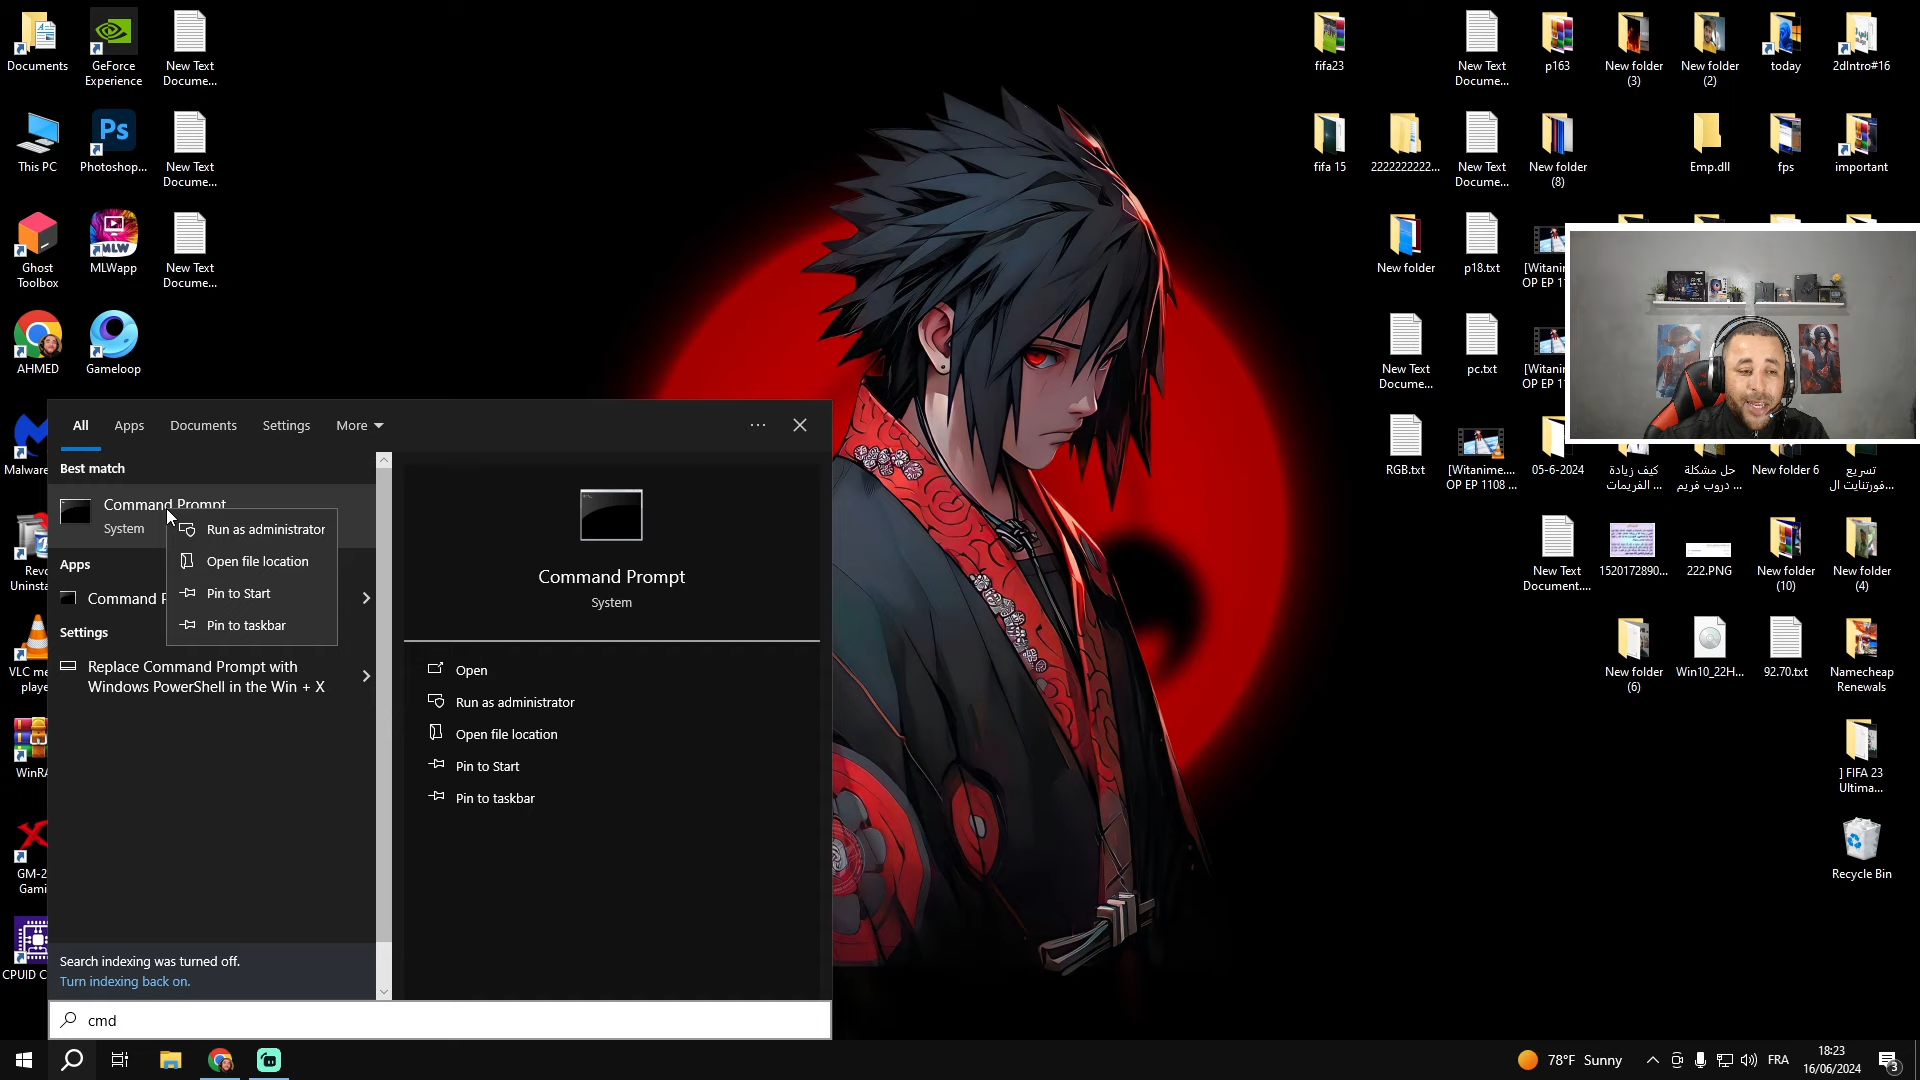 Documents
GeForce
Experience
New Text
Docume...
This PC
Photoshop...
New Text
Docume...
Ghost
Toolbox
MLWapp
New Text
Docume...
AHMED
Gameloop
Malware
Revo
Uninsta
VLC me
playe
WinRA
GM-2
Gami
CPUID C
All
Apps
Documents
Settings
More
Best match
Command Prompt
System
Apps
Command P
Settings
Replace Command Prompt with
Windows PowerShell in the Win + X
Run as administrator
Open file location
Pin to Start
Pin to taskbar
Command Prompt
System
Open
Run as administrator
Open file location
Pin to Start
Pin to taskbar
Search indexing was turned off.
Turn indexing back on.
cmd
fifa23
New Text
Docume...
p163
New folder
(3)
New folder
(2)
today
2dIntro#16
fifa 15
2222222222...
New Text
Docume...
New folder
(8)
Emp.dll
fps
important
New folder
p18.txt
[Witanim
OP EP 11
New Text
Docume...
pc.txt
[Witanim
OP EP 11
RGB.txt
[Witanime....
OP EP 1108 ...
05-6-2024
كيف زيادة
الفريمات ...
حل مشكلة
دروب فريم ...
New folder 6
تسريع
فورتنايت ال...
New Text
Document....
1520172890...
222.PNG
New folder
(10)
New folder
(4)
New folder
(6)
Win10_22H...
92.70.txt
Namecheap
Renewals
] FIFA 23
Ultima...
Recycle Bin
78°F Sunny
FRA
18:23
16/06/2024
3